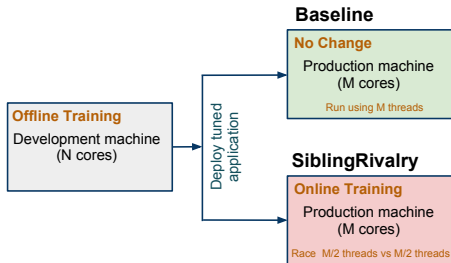 Baseline
No Change
Production machine
(M cores)
Run using M threads
Offline Training
Development machine
(N cores)
Deploy tuned
application
SiblingRivalry
Online Training
Production machine
(M cores)
Race M/2 threads vs M/2 threads